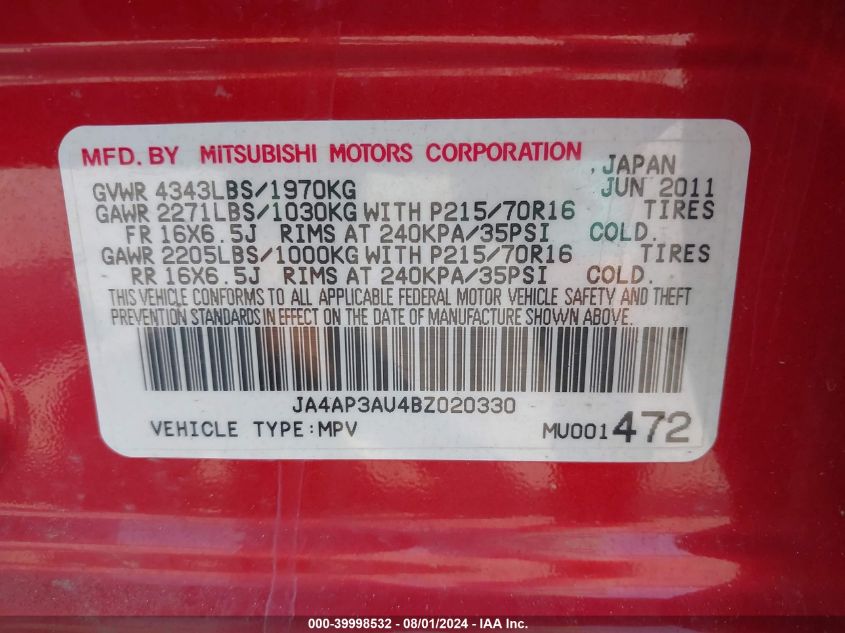 MFD. BY MITSUBISHI MOTORS CORPORATION , JAPAN
GVWR 4343LBS/1970KG JUN 2011
GAWR 2271LBS/1030KG WITH P215/70R16 TIRES
FR 16X6.5J RIMS AT 240KPA/35PSI COLD.
GAWR 2205LBS/1000KG WITH P215/70R16 TIRES
RR 16X6.5J RIMS AT 240KPA/35PSI COLD.
THIS VEHICLE CONFORMS TO ALL APPLICABLE FEDERAL MOTOR VEHICLE SAFETY AND THEFT
PREVENTION STANDARDS IN EFFECT ON THE DATE OF MANUFACTURE SHOWN ABOVE.
JA4AP3AU4BZ020330
VEHICLE TYPE:MPV MU001472
000-39998532 - 08/01/2024 - IAA Inc.